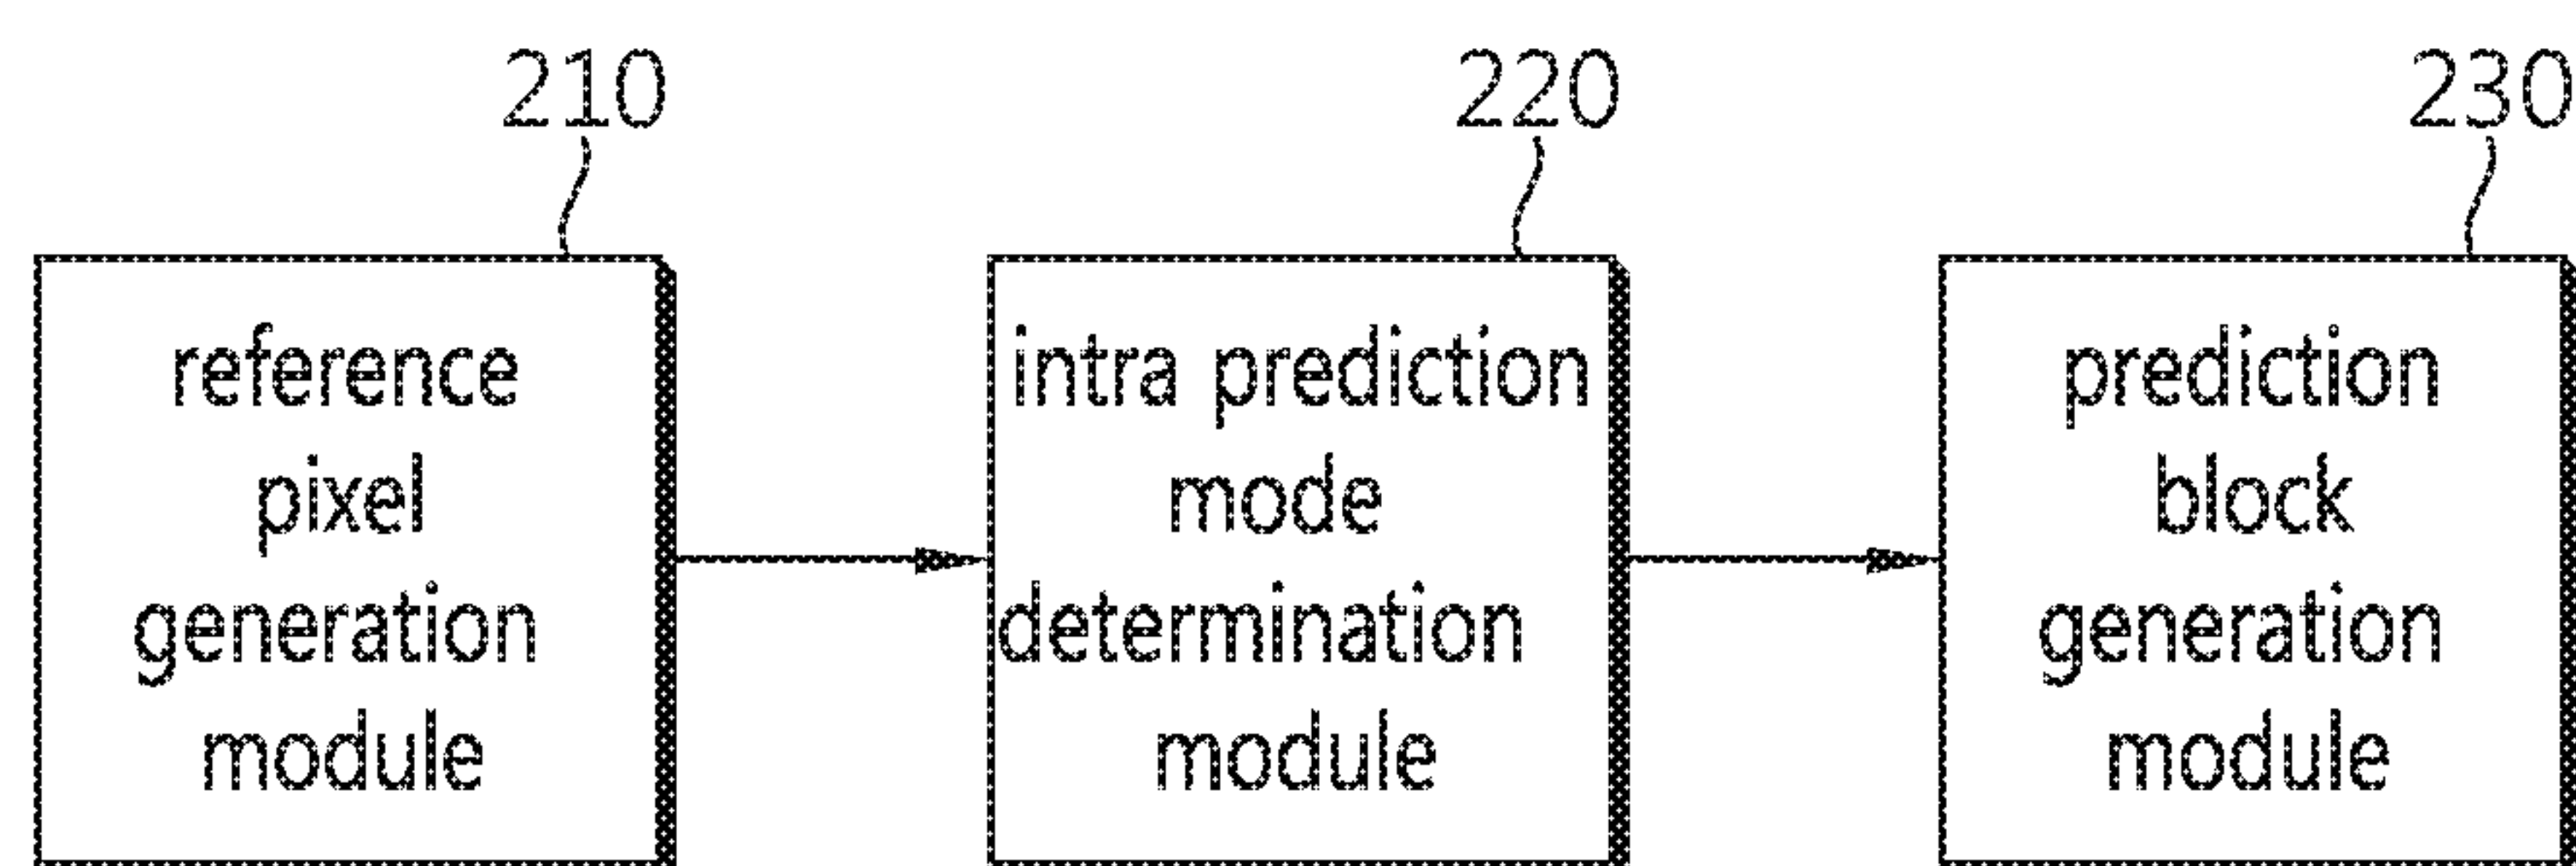 210
220
230
reference
pixel
generation
module
intra prediction
mode
determination
module
prediction
block
generation
module